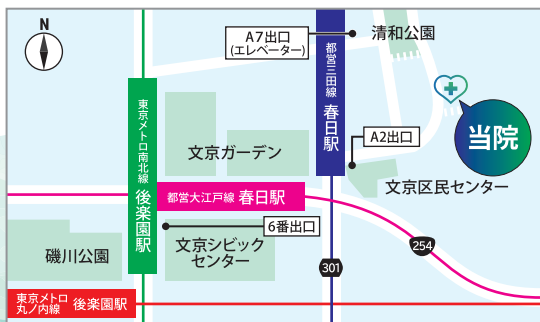 N
A7出口
(エレベーター)
清和公園
都営三田線 春日駅
東京メトロ南北線 後楽園駅
文京ガーデン
A2出口
当院
文京区民センター
都営大江戸線 春日駅
6番出口
文京シビック
センター
254
磯川公園
301
東京メトロ
丸ノ内線 後楽園駅